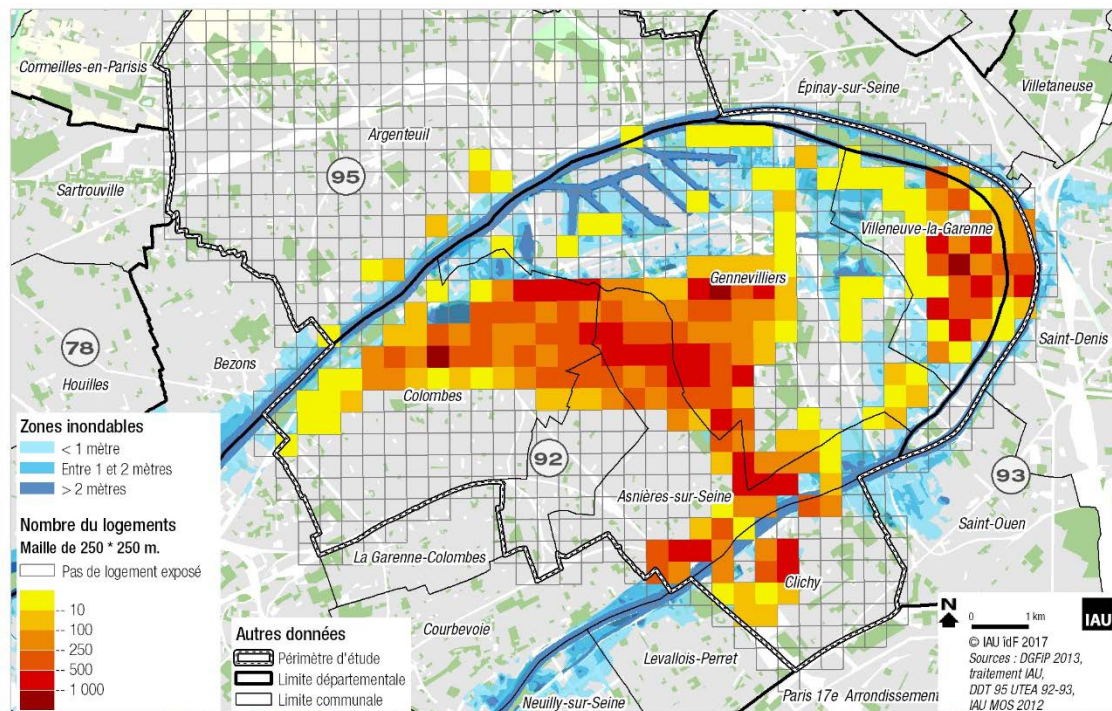 Cormeilles-en-Parisis
Épinay-sur-Seine
Villetaneuse
Argenteuil
95
Sartrouville
Villeneuve-la-Garenne
Gennevilliers
78
Houilles
Bezons
Saint-Denis
Colombes
92
93
Asnières-sur-Seine
Saint-Ouen
La Garenne-Colombes
Clichy
Courbevoie
Levallois-Perret
Neuilly-sur-Seine
Paris 17e Arrondissement
Zones inondables
< 1 mètre
Entre 1 et 2 mètres
> 2 mètres
Nombre du logements
Maille de 250 * 250 m.
Pas de logement exposé
-- 10
-- 100
-- 250
-- 500
-- 1 000
Autres données
Périmètre d'étude
Limite départementale
Limite communale
N
0 1 km
IAU
© IAU îdF 2017
Sources : DGFiP 2013,
traitement IAU,
DDT 95 UTEA 92-93,
IAU MOS 2012